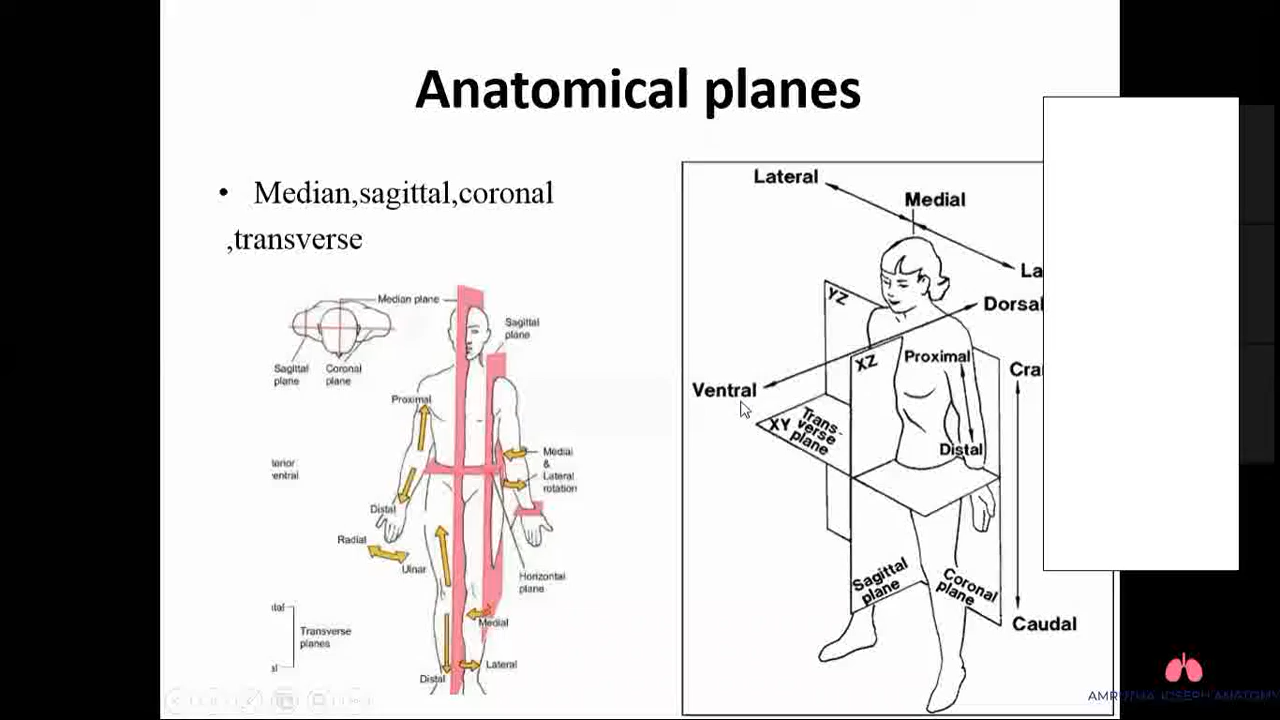 Anatomical planes
• Median,sagittal,coronal
,transverse
Median plane
Sagittal
plane
Sagittal
plane
Coronal
plane
Proximal
Medial
&
Lateral
rotation
terior
entral
Distal
Radial
Ulnar
Horizontal
plane
Transverse
planes
Medial
Lateral
Distal
Lateral
Medial
La
Dorsal
YZ
XZ
Proximal
Cra
Ventral
XY
Trans-
verse
plane
Distal
Sagittal
plane
Coronal
plane
Caudal
AMRUTHA JOSEPH ANATOMY